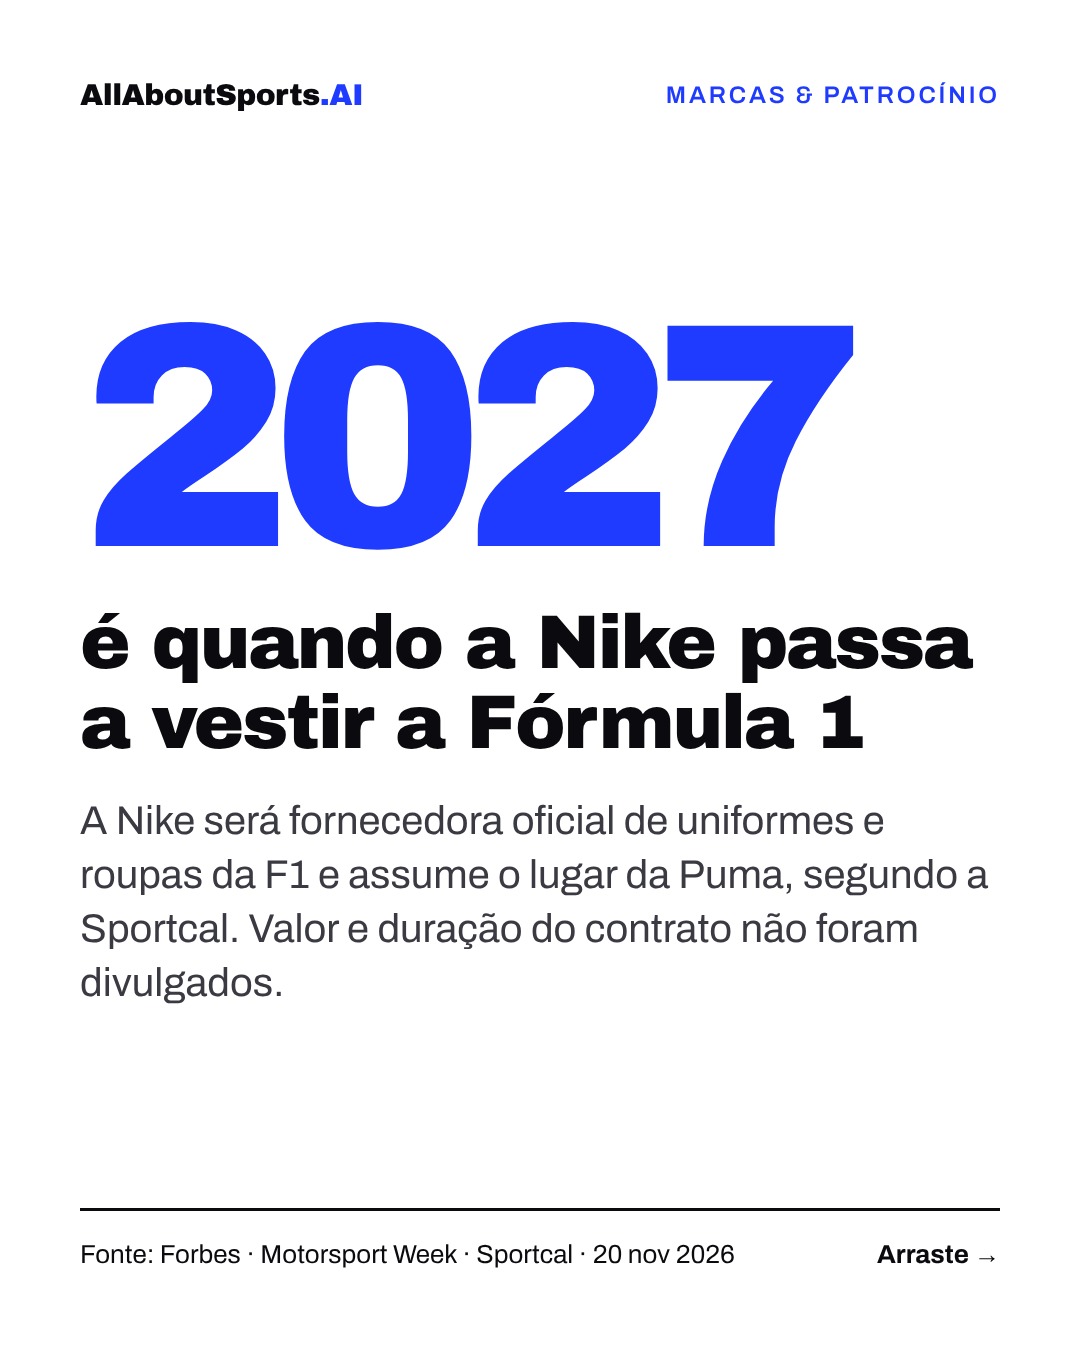 AllAboutSports.AI
MARCAS & PATROCÍNIO
2027
é quando a Nike passa
a vestir a Fórmula 1
A Nike será fornecedora oficial de uniformes e
roupas da F1 e assume o lugar da Puma, segundo a
Sportcal. Valor e duração do contrato não foram
divulgados.
Fonte: Forbes · Motorsport Week · Sportcal · 20 nov 2026
Arraste →